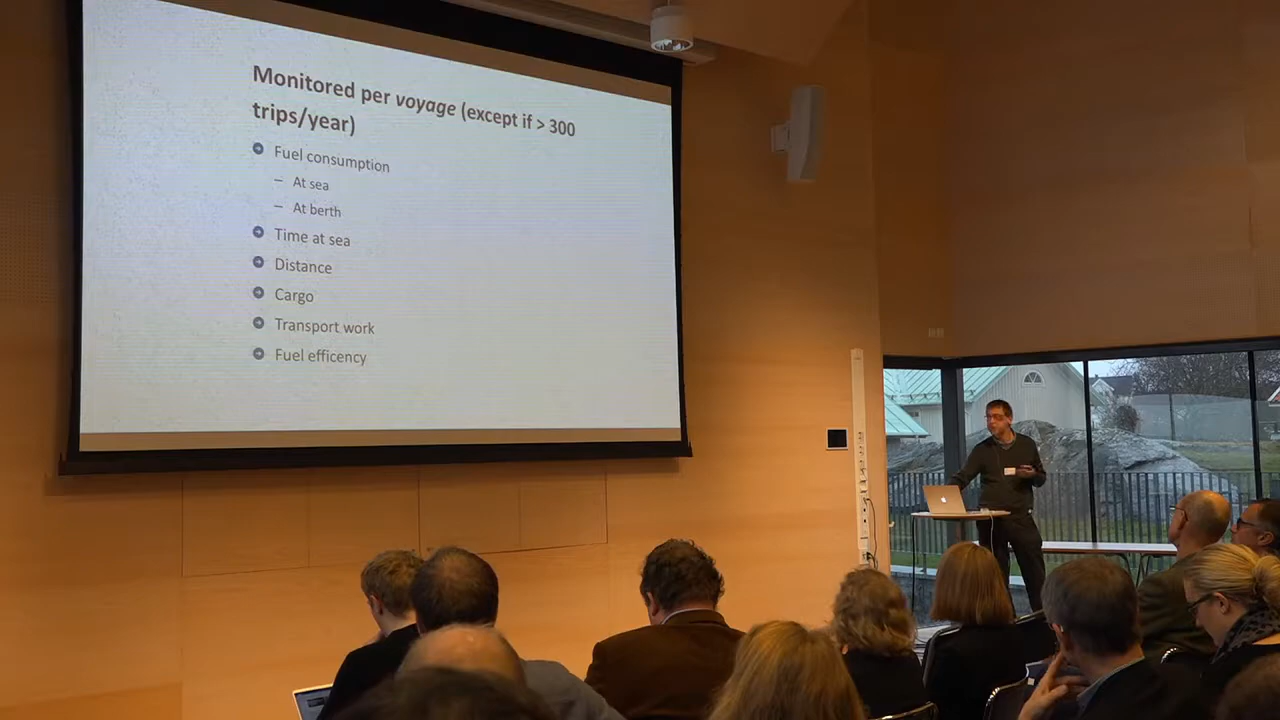 Monitored per voyage (except if > 300
trips/year)
Fuel consumption
– At sea
– At berth
Time at sea
Distance
Cargo
Transport work
Fuel efficency